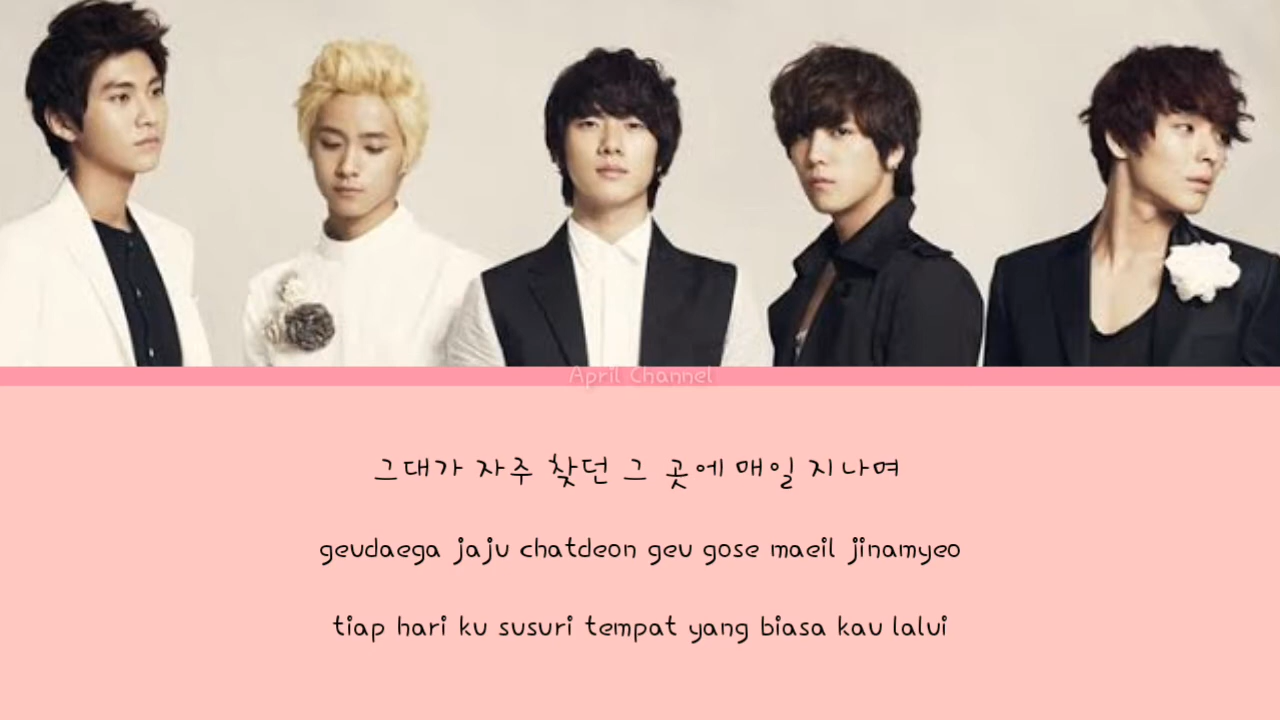 April Channel
그대가 자주 찾던 그 곳에 매일 지나며
geudaega jaju chatdeon geu gose maeil jinamyeo
tiap hari ku susuri tempat yang biasa kau lalui